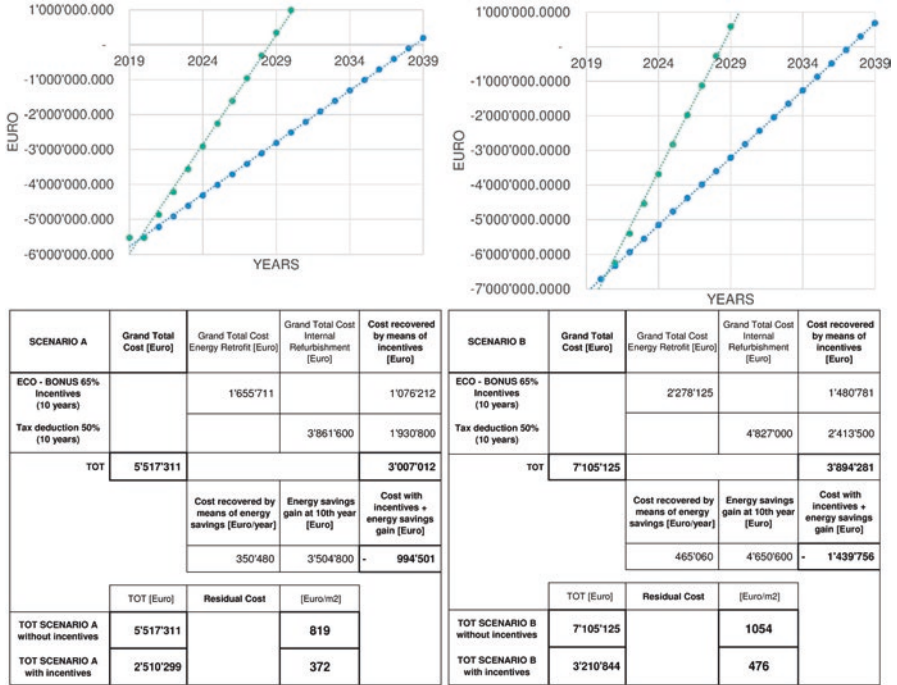 1'000'000.000
-
-1'000'000.000
-2'000'000.000
-3'000'000.000
-4'000'000.000
-5'000'000.000
-6'000'000.000
EURO
2019
2024
2029
2034
2039
YEARS
1'000'000.0000
-
-1'000'000.0000
-2'000'000.0000
-3'000'000.0000
-4'000'000.0000
-5'000'000.0000
-6'000'000.0000
-7'000'000.0000
EURO
2019
2024
2029
2034
2039
YEARS
SCENARIO A
Grand Total
Cost [Euro]
Grand Total Cost
Energy Retrofit [Euro]
Grand Total Cost
Internal
Refurbishment
[Euro]
Cost recovered
by means of
incentives
[Euro]
ECO - BONUS 65%
Incentives
(10 years)
1'655'711
1'076'212
Tax deduction 50%
(10 years)
3'861'600
1'930'800
TOT
5'517'311
3'007'012
Cost recovered by
means of energy
savings [Euro/year]
Energy savings
gain at 10th year
[Euro]
Cost with
incentives +
energy savings
gain [Euro]
350'480
3'504'800
- 994'501
TOT [Euro]
Residual Cost
[Euro/m2]
TOT SCENARIO A
without incentives
5'517'311
819
TOT SCENARIO A
with incentives
2'510'299
372
SCENARIO B
Grand Total
Cost [Euro]
Grand Total Cost
Energy Retrofit [Euro]
Grand Total Cost
Internal
Refurbishment
[Euro]
Cost recovered
by means of
incentives
[Euro]
ECO - BONUS 65%
Incentives
(10 years)
2'278'125
1'480'781
Tax deduction 50%
(10 years)
4'827'000
2'413'500
TOT
7'105'125
3'894'281
Cost recovered by
means of energy
savings [Euro/year]
Energy savings
gain at 10th year
[Euro]
Cost with
incentives +
energy savings
gain [Euro]
465'060
4'650'600
- 1'439'756
TOT [Euro]
Residual Cost
[Euro/m2]
TOT SCENARIO B
without incentives
7'105'125
1054
TOT SCENARIO B
with incentives
3'210'844
476